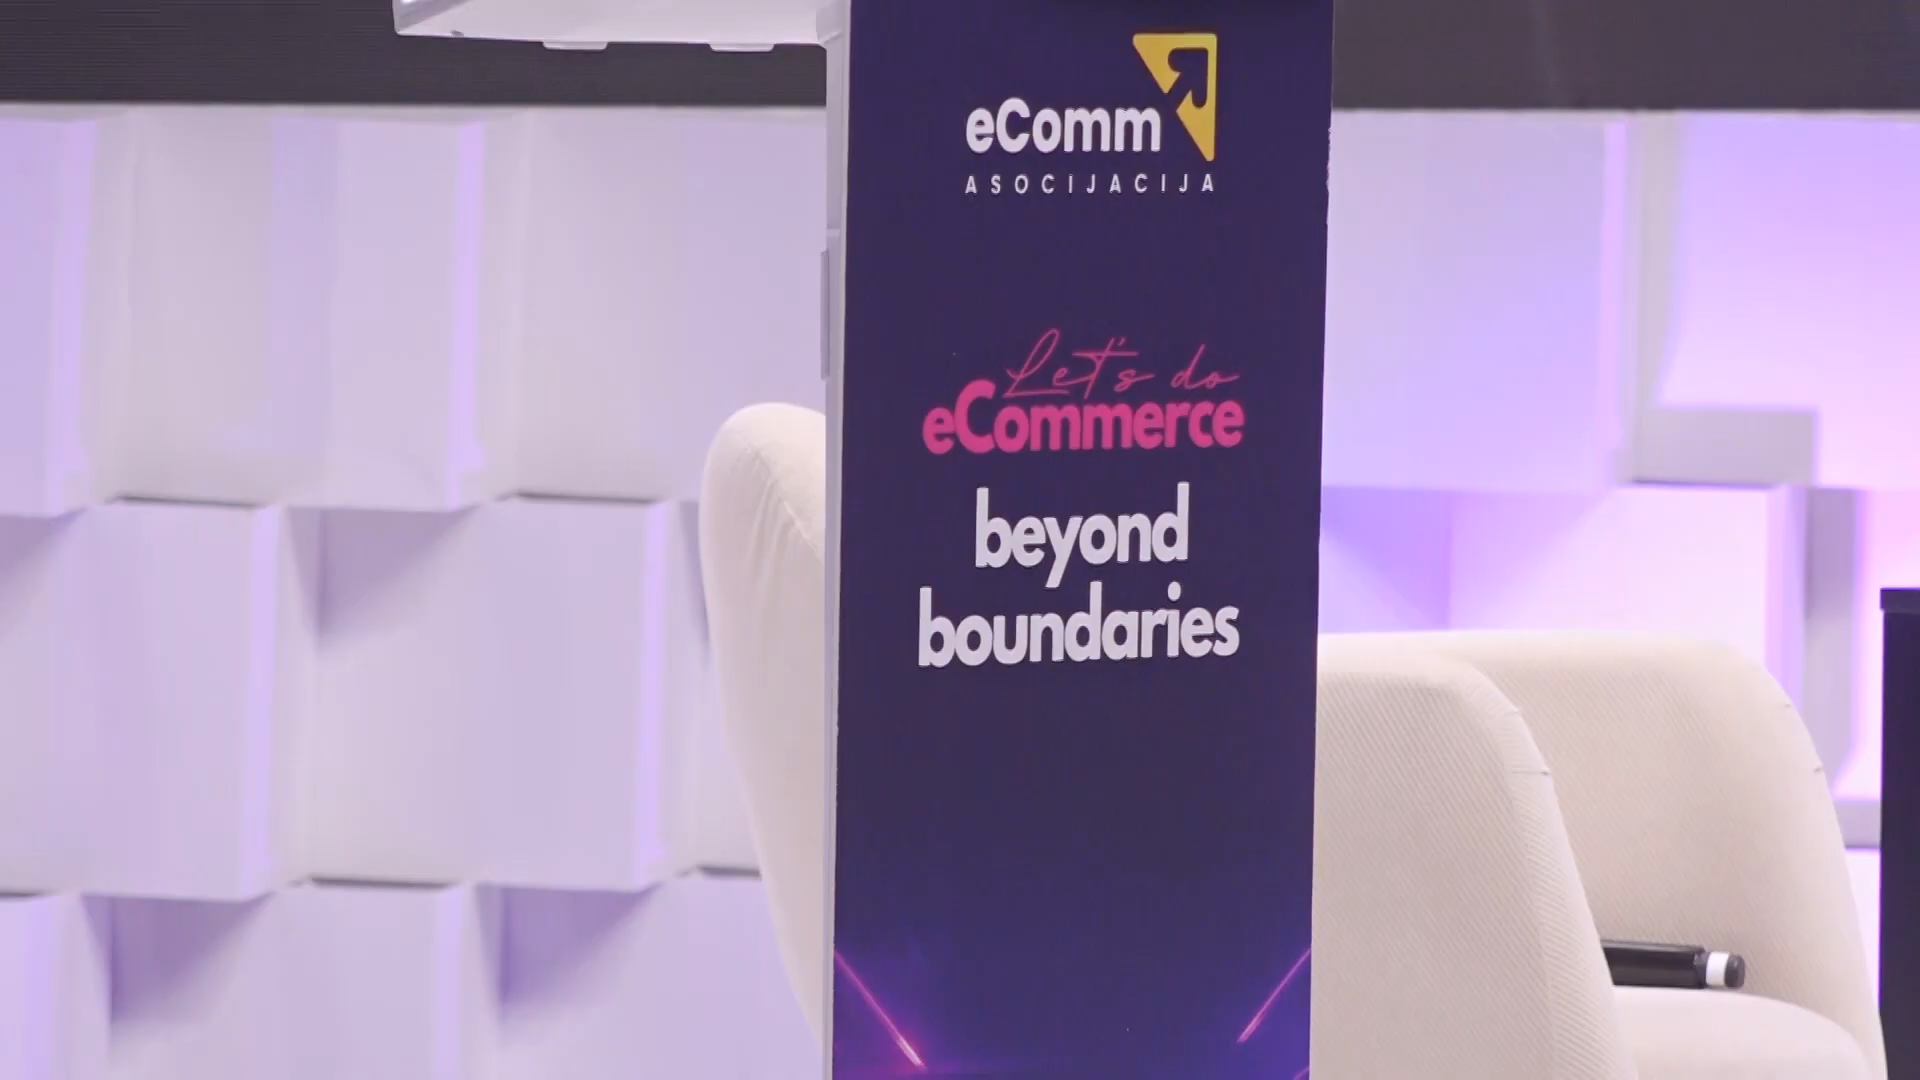 eComm
ASOCIJACIJA
Let's do
eCommerce
beyond
boundaries